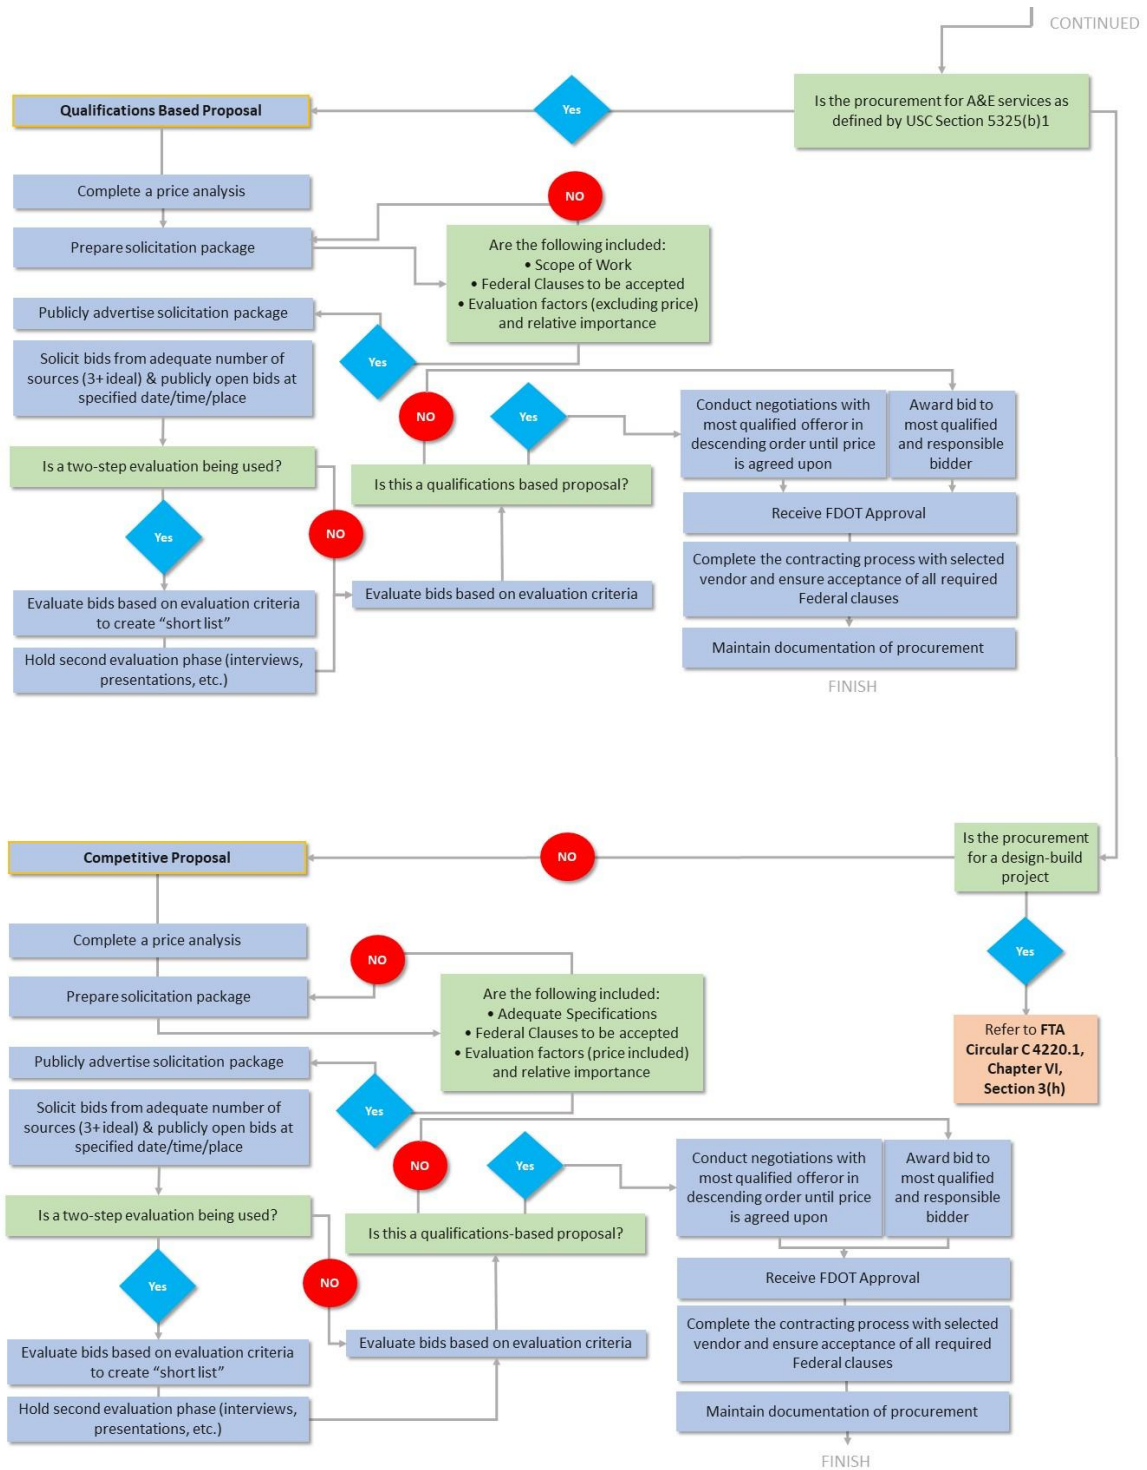 CONTINUED
Is the procurement for A&E services as
defined by USC Section 5325(b)1
Yes
Qualifications Based Proposal
Complete a price analysis
Prepare solicitation package
NO
Are the following included:
• Scope of Work
• Federal Clauses to be accepted
• Evaluation factors (excluding price)
and relative importance
Yes
Publicly advertise solicitation package
Solicit bids from adequate number of
sources (3+ ideal) & publicly open bids at
specified date/time/place
Is a two-step evaluation being used?
Yes
NO
Evaluate bids based on evaluation criteria
to create “short list”
Hold second evaluation phase (interviews,
presentations, etc.)
Evaluate bids based on evaluation criteria
Is this a qualifications based proposal?
NO
Yes
Conduct negotiations with
most qualified offeror in
descending order until price
is agreed upon
Award bid to
most qualified
and responsible
bidder
Receive FDOT Approval
Complete the contracting process with selected
vendor and ensure acceptance of all required
Federal clauses
Maintain documentation of procurement
FINISH
Is the procurement
for a design-build
project
NO
Yes
Refer to FTA
Circular C 4220.1,
Chapter VI,
Section 3(h)
Competitive Proposal
Complete a price analysis
Prepare solicitation package
NO
Are the following included:
• Adequate Specifications
• Federal Clauses to be accepted
• Evaluation factors (price included)
and relative importance
Yes
Publicly advertise solicitation package
Solicit bids from adequate number of
sources (3+ ideal) & publicly open bids at
specified date/time/place
Is a two-step evaluation being used?
Yes
NO
Evaluate bids based on evaluation criteria
to create “short list”
Hold second evaluation phase (interviews,
presentations, etc.)
Evaluate bids based on evaluation criteria
Is this a qualifications-based proposal?
NO
Yes
Conduct negotiations with
most qualified offeror in
descending order until price
is agreed upon
Award bid to
most qualified
and responsible
bidder
Receive FDOT Approval
Complete the contracting process with selected
vendor and ensure acceptance of all required
Federal clauses
Maintain documentation of procurement
FINISH